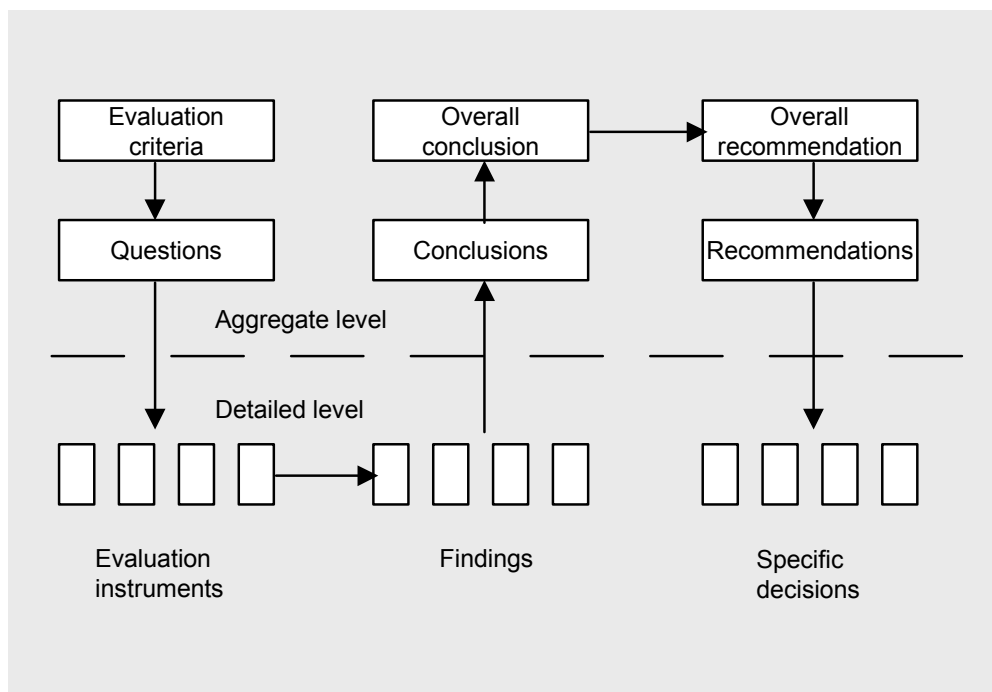 Evaluation
criteria
Overall
conclusion
Overall
recommendation
Questions
Conclusions
Recommendations
Aggregate level
Detailed level
Evaluation
instruments
Findings
Specific
decisions